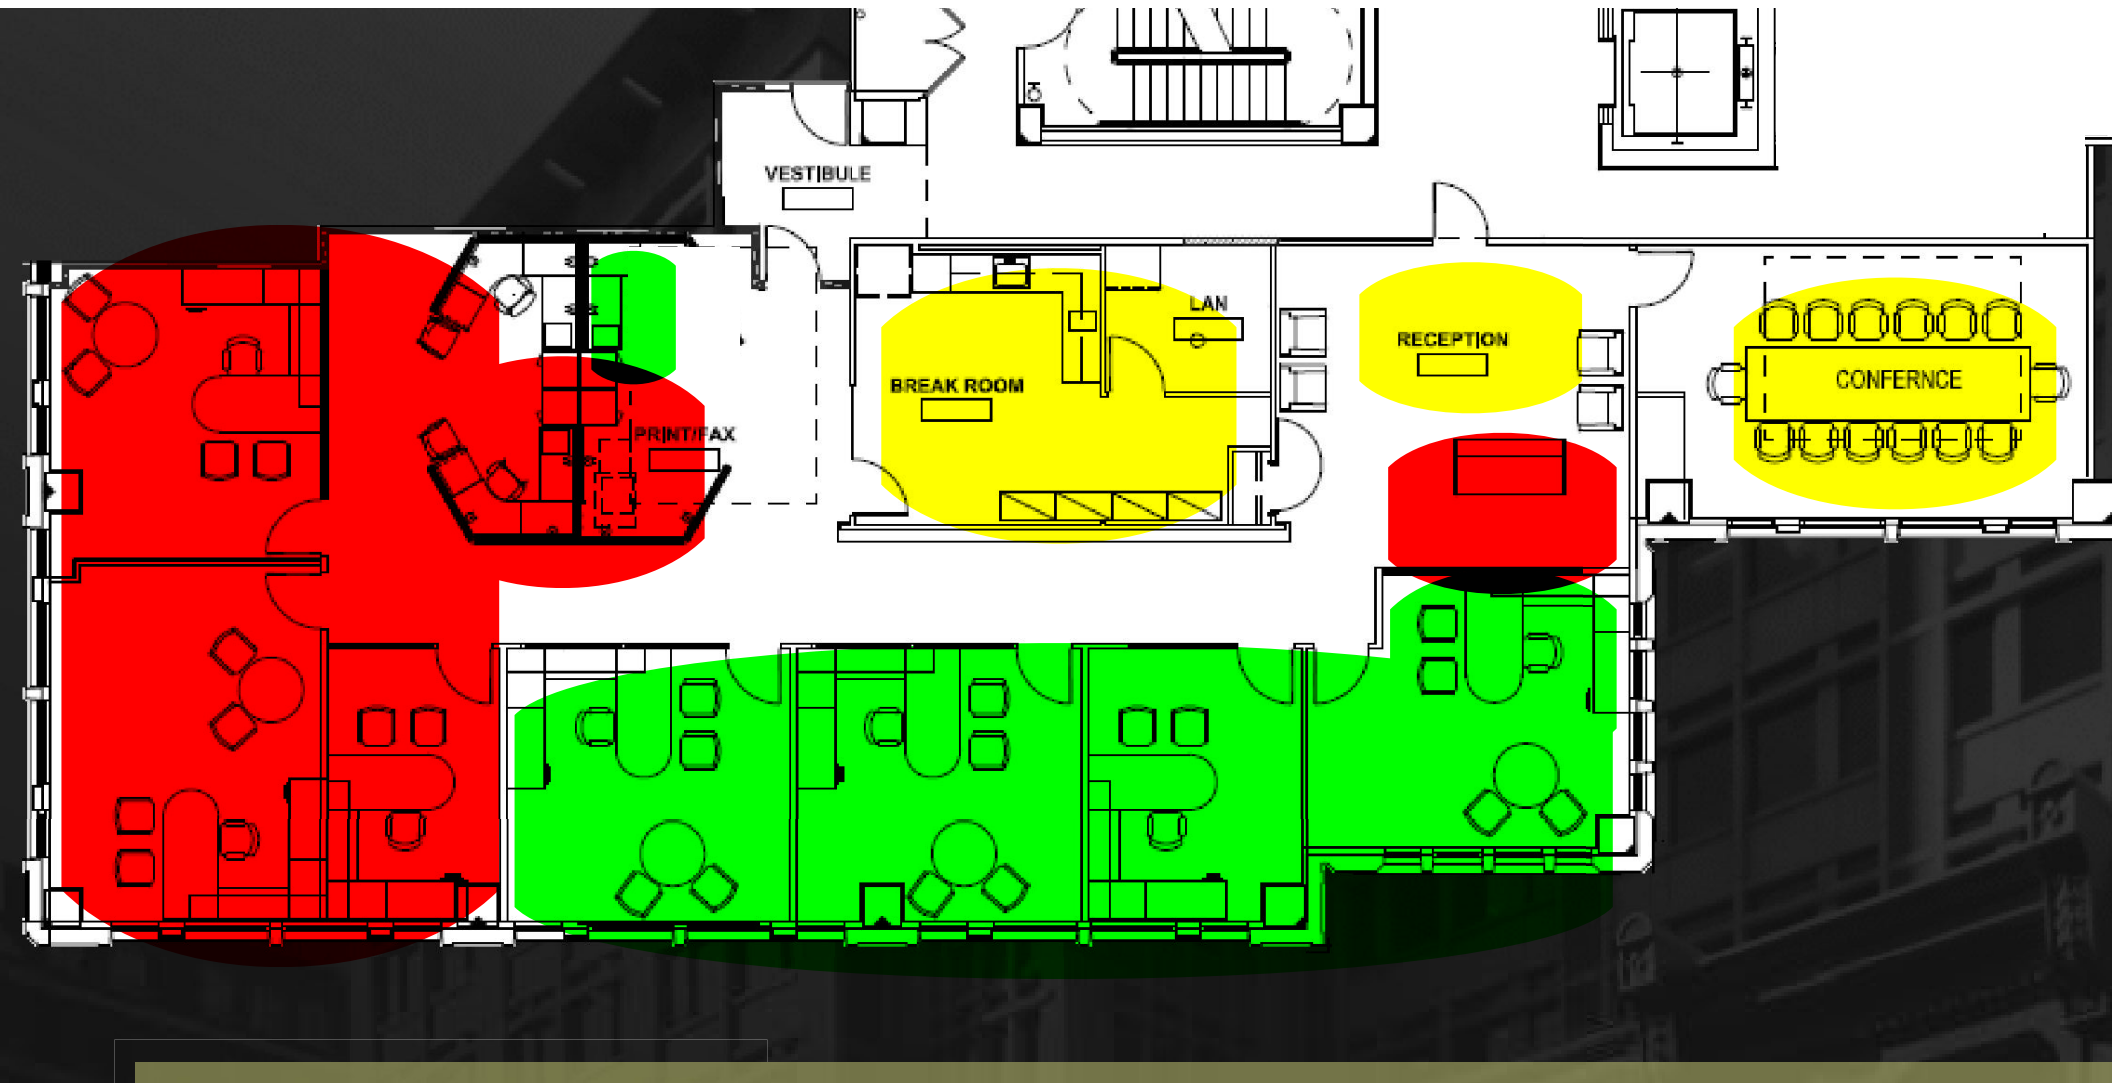 VESTIBULE
LAN
RECEPTION
BREAK ROOM
CONFERNCE
PRINT/FAX